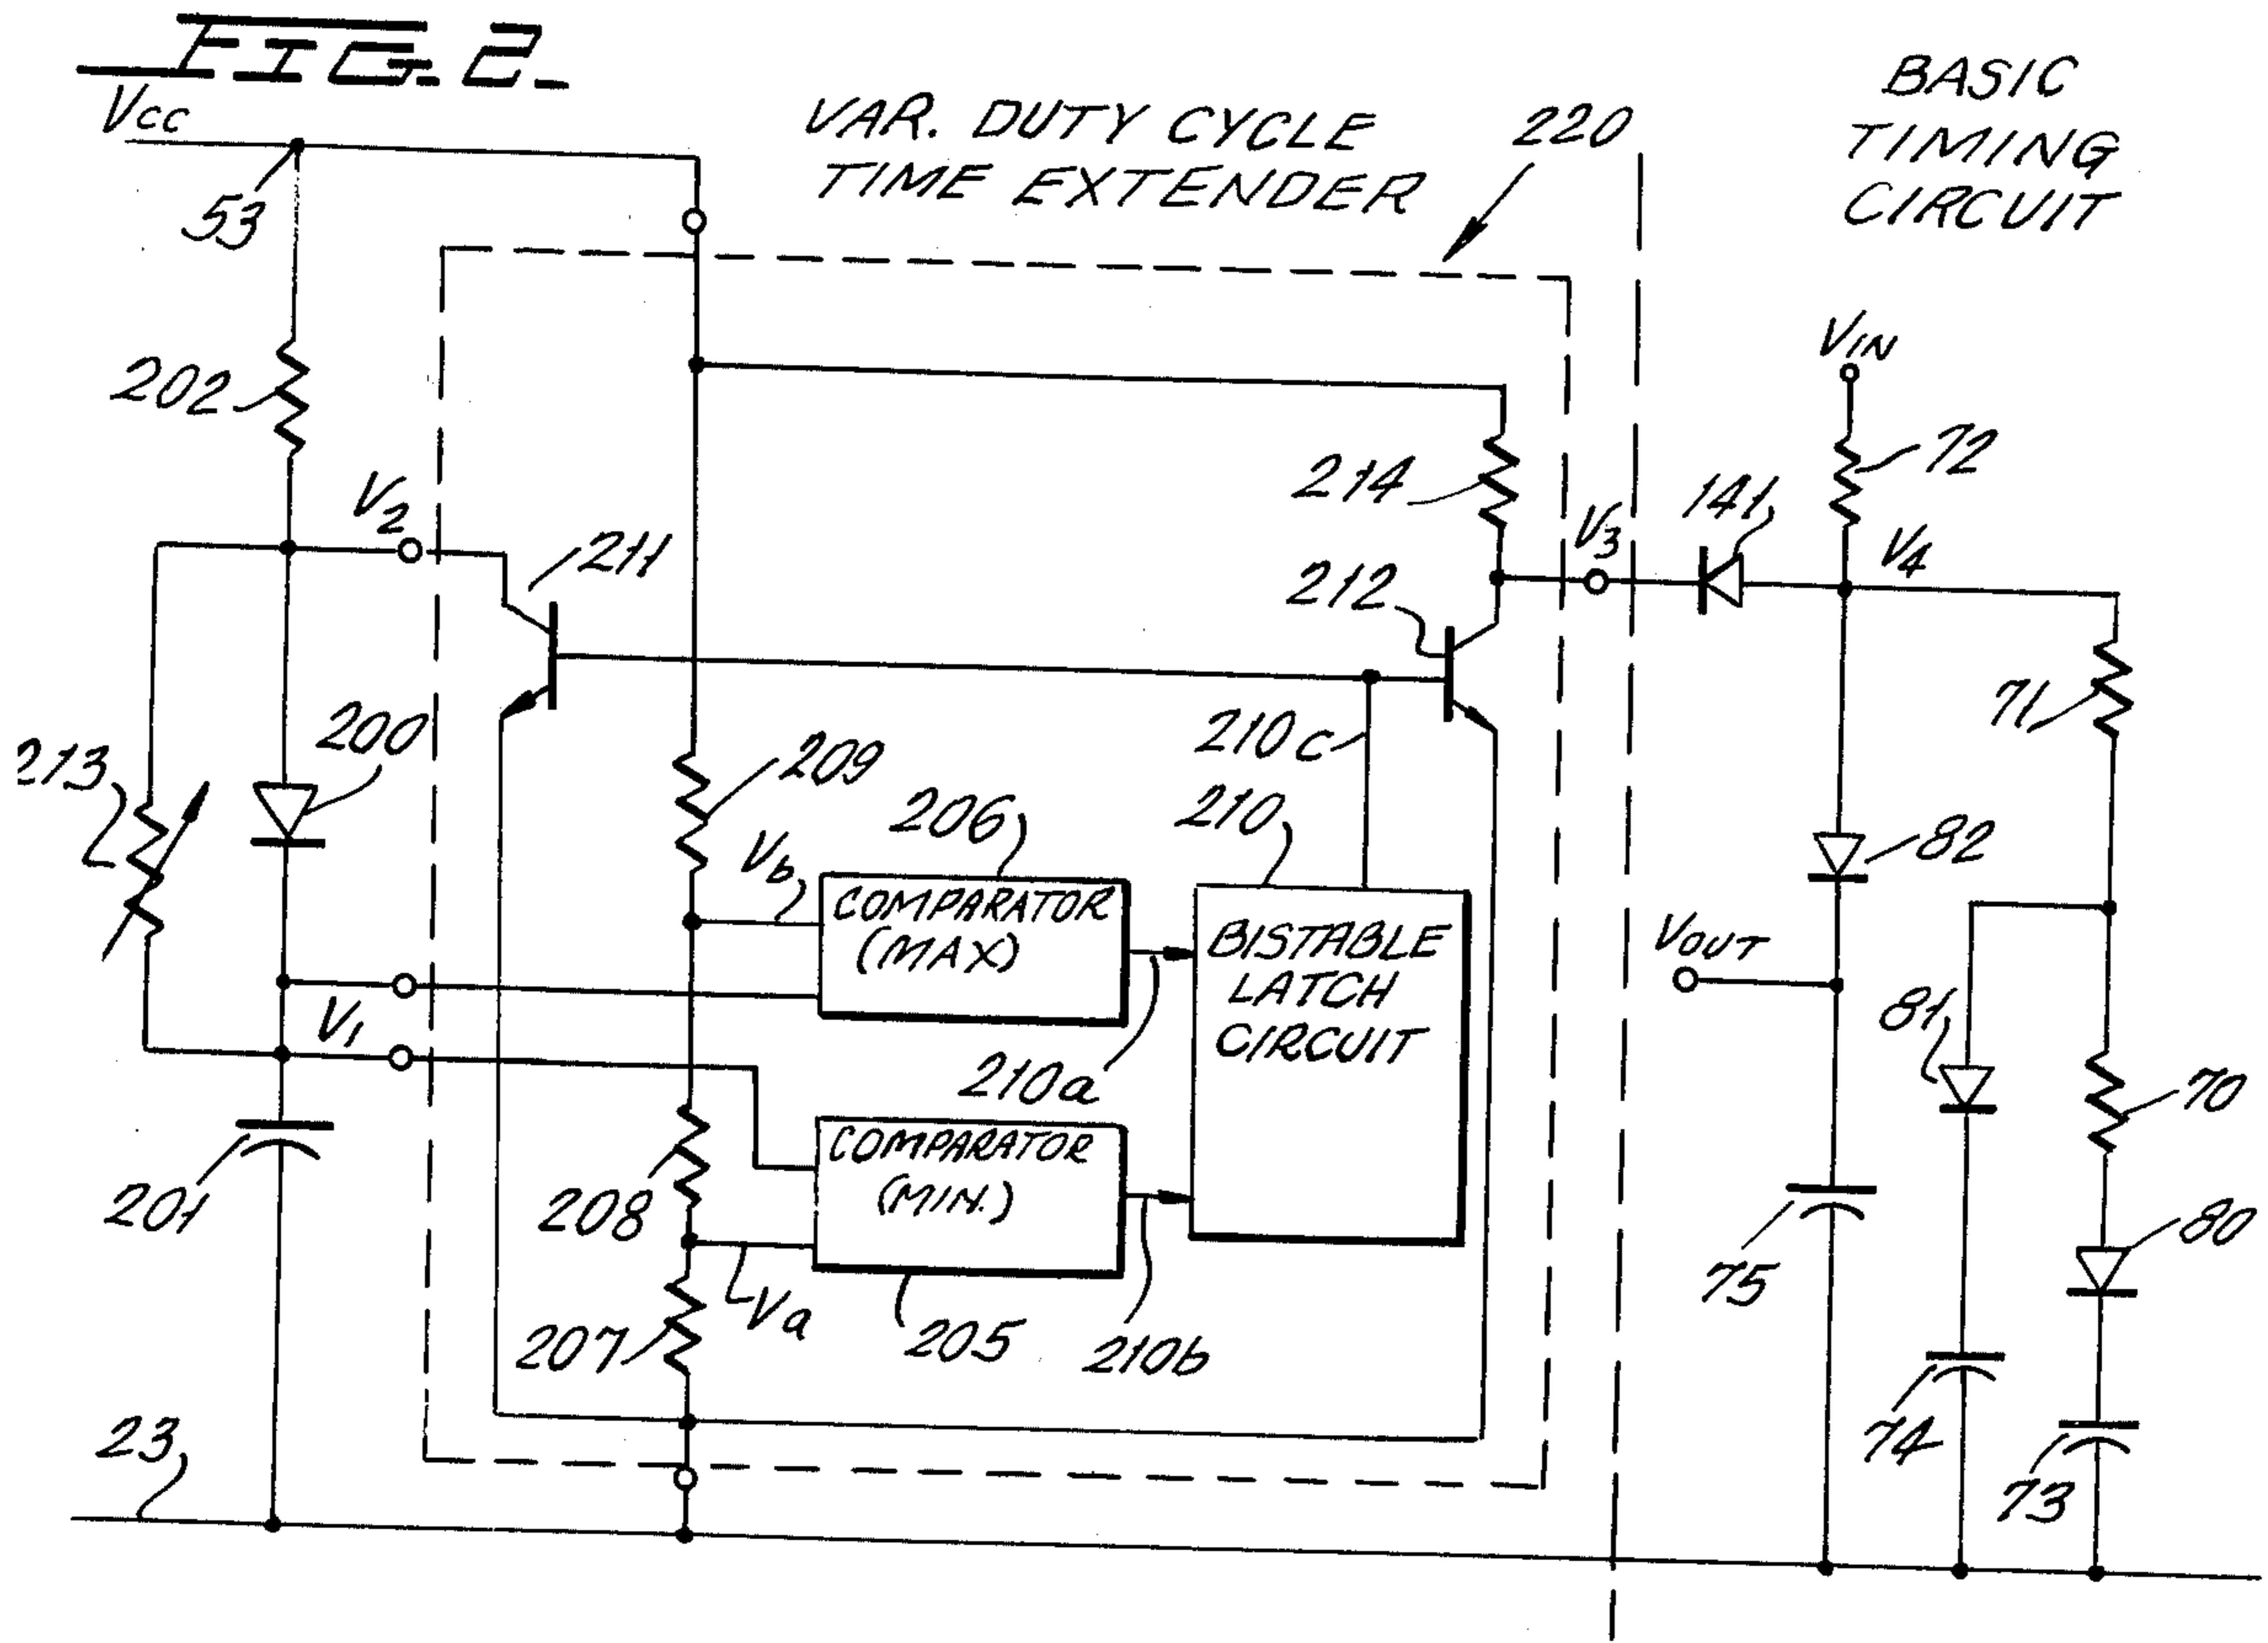 FIG. 2.
Vcc
53
VAR. DUTY CYCLE
TIME EXTENDER
220
BASIC
TIMING
CIRCUIT
VIN
202
72
214
V2
V3
141
V4
211
212
71
213
200
209
210c
206
210
Vb
82
COMPARATOR
(MAX)
BISTABLE
LATCH
CIRCUIT
VOUT
81
V1
210a
70
COMPARATOR
(MIN.)
201
208
80
75
Va
207
205
210b
23
74
73